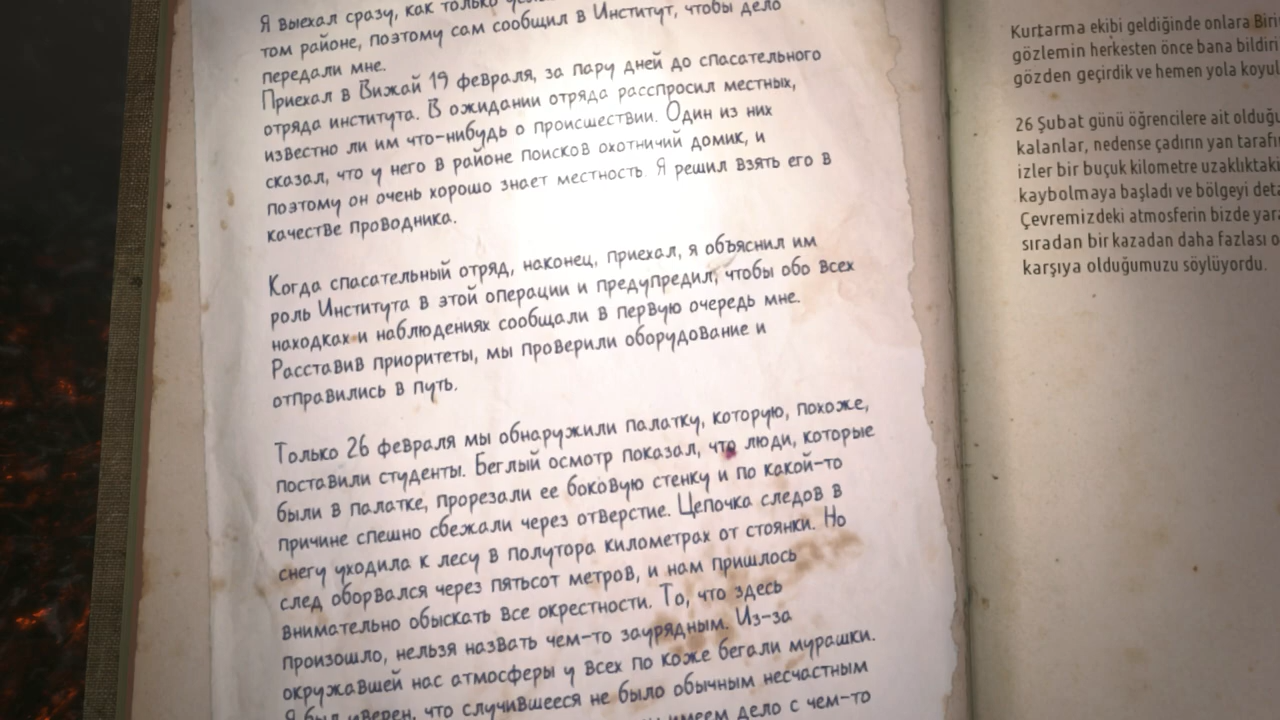 Я выехал сразу, как только
том районе, поэтому сам сообщил в Институт, чтобы дело
передали мне.
Приехал в Вижай 19 февраля, за пару дней до спасательного
отряда института. В ожидании отряда расспросил местных,
известно ли им что-нибудь о происшествии. Один из них
сказал, что у него в районе поисков охотничий домик, и
поэтому он очень хорошо знает местность. Я решил взять его в
качестве проводника.
Когда спасательный отряд, наконец, приехал, я объяснил им
роль Института в этой операции и предупредил, чтобы обо всех
находках и наблюдениях сообщали в первую очередь мне.
Расставив приоритеты, мы проверили оборудование и
отправились в путь.
Только 26 февраля мы обнаружили палатку, которую, похоже,
поставили студенты. Беглый осмотр показал, что люди, которые
были в палатке, прорезали ее боковую стенку и по какой-то
причине спешно сбежали через отверстие. Цепочка следов в
снегу уходила к лесу в полутора километрах от стоянки. Но
след оборвался через пятьсот метров, и нам пришлось
внимательно обыскать все окрестности. То, что здесь
произошло, нельзя назвать чем-то заурядным. Из-за
окружавшей нас атмосферы у всех по коже бегали мурашки.
Я был уверен, что случившееся не было обычным несчастным
имеем дело с чем-то
Kurtarma ekibi geldiğinde onlara
gözlemin herkesten önce bana
gözden geçirdik ve hemen yola
26 Şubat günü öğrencilere ait
kalanlar, nedense çadırın yan
izler bir buçuk kilometre
kaybolmaya başladı ve bölgeyi
Çevremizdeki atmosferin bizde
sıradan bir kazadan daha fazlası
karşıya olduğumuzu söylüyordu.